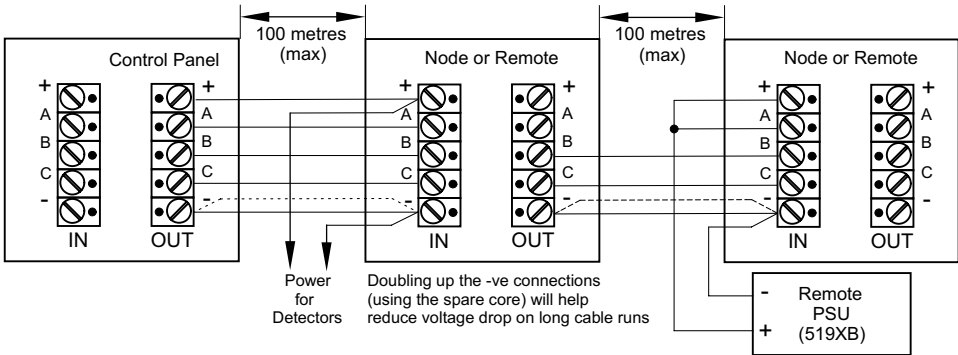 100 metres
(max)
100 metres
(max)
Control Panel
+
A
B
C
-
IN
+
A
B
C
-
OUT
Node or Remote
+
A
B
C
-
IN
+
A
B
C
-
OUT
Node or Remote
+
A
B
C
-
IN
+
A
B
C
-
OUT
Power
for
Detectors
Doubling up the -ve connections
(using the spare core) will help
reduce voltage drop on long cable runs
-
+
Remote
PSU
(519XB)